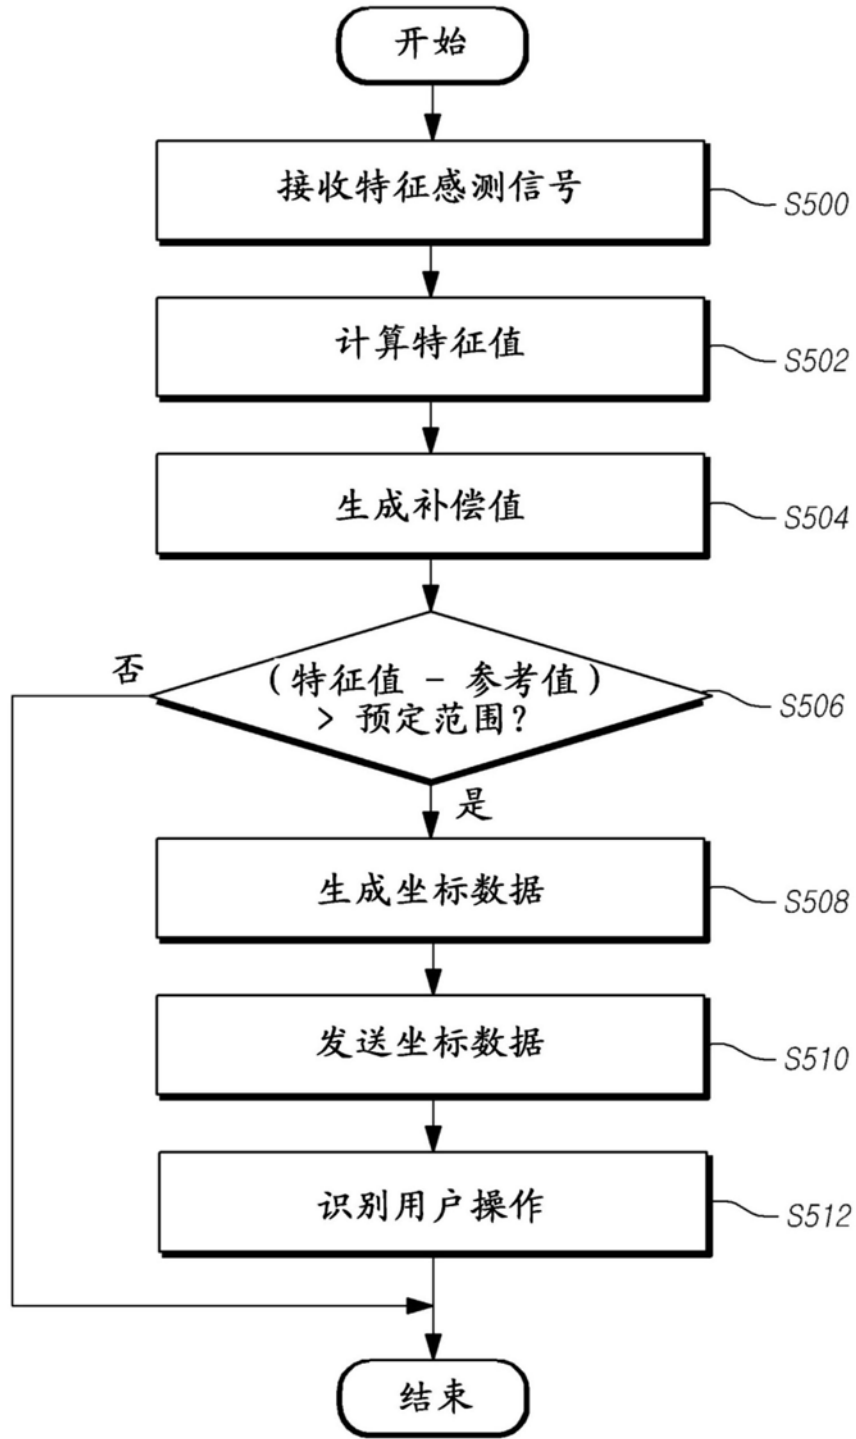 开始
接收特征感测信号
S500
计算特征值
S502
生成补偿值
S504
否
(特征值 - 参考值)
> 预定范围?
S506
是
生成坐标数据
S508
发送坐标数据
S510
识别用户操作
S512
结束